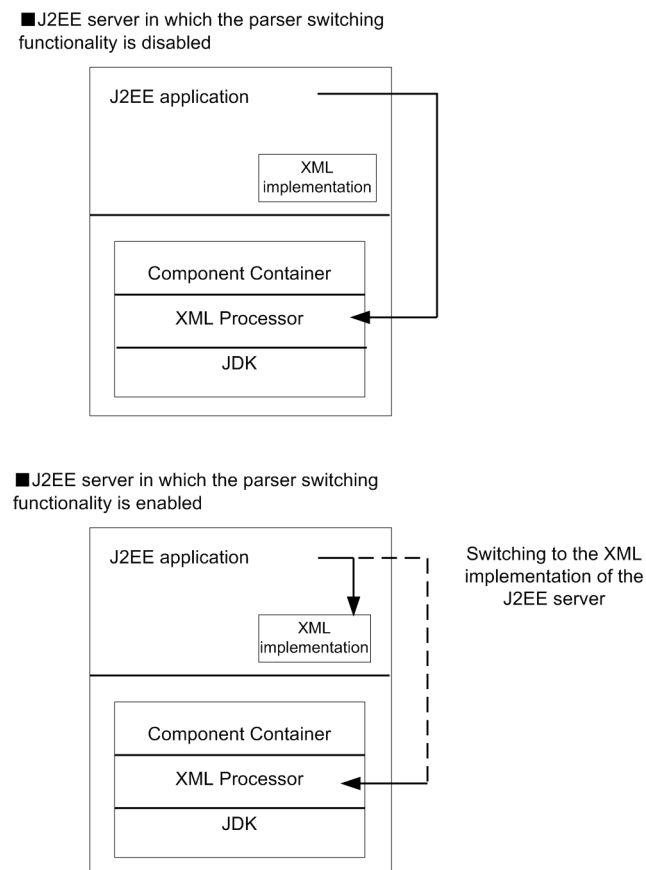 ■J2EE server in which the parser switching
functionality is disabled
J2EE application
XML
implementation
Component Container
XML Processor
JDK
■J2EE server in which the parser switching
functionality is enabled
J2EE application
Switching to the XML
implementation of the
J2EE server
XML
implementation
Component Container
XML Processor
JDK